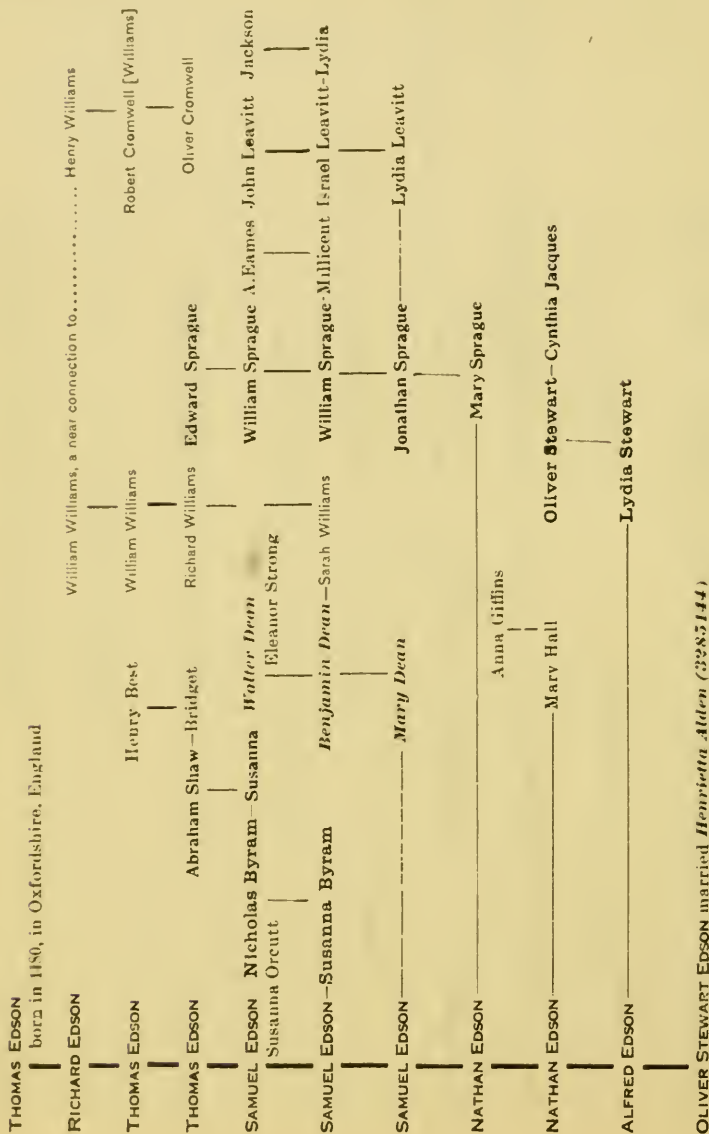 THOMAS EDSON
born in 1480, in Oxfordshire, England
RICHARD EDSON William Williams, a near connection to................ Henry Williams
THOMAS EDSON Henry Best William Williams Robert Cromwell [Williams]
THOMAS EDSON Abraham Shaw—Bridget Richard Williams Edward Sprague Oliver Cromwell
SAMUEL EDSON Nicholas Byram—Susanna Walter Dean William Sprague A. Eames John Leavitt Jackson
Susanna Orcutt Eleanor Strong
SAMUEL EDSON—Susanna Byram Benjamin Dean—Sarah Williams William Sprague-Millicent Israel Leavitt-Lydia
SAMUEL EDSON Mary Dean Jonathan Sprague Lydia Leavitt
NATHAN EDSON Mary Sprague
Anna
NATHAN EDSON Mary Hall Oliver Stewart—Cynthia Jacques
ALFRED EDSON Lydia Stewart
OLIVER STEWART EDSON married Henrietta Alden (3285144)